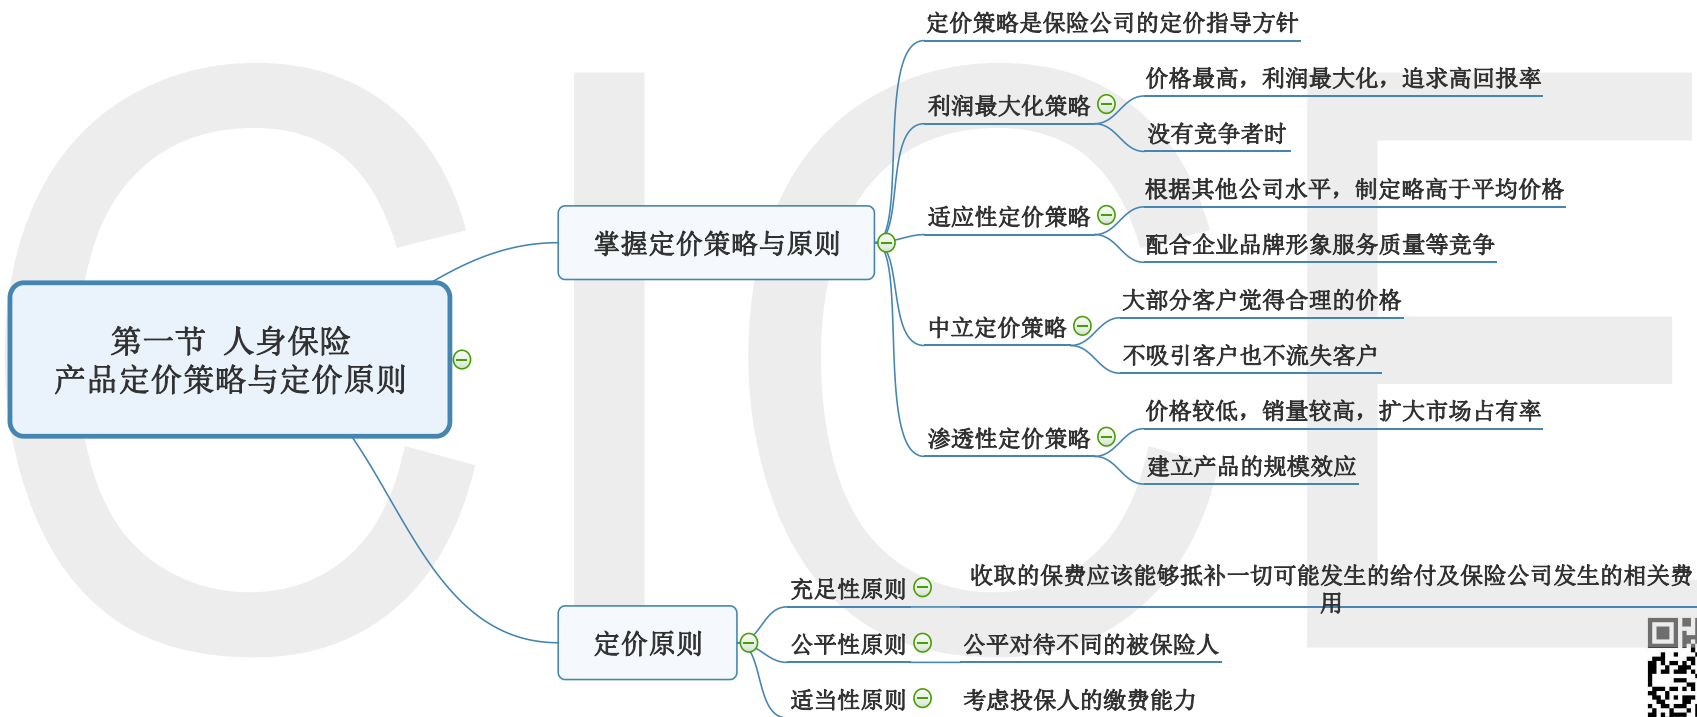 定价策略是保险公司的定价指导方针
价格最高，利润最大化，追求高回报率
利润最大化策略
没有竞争者时
根据其他公司水平，制定略高于平均价格
适应性定价策略
配合企业品牌形象服务质量等竞争
掌握定价策略与原则
大部分客户觉得合理的价格
中立定价策略
不吸引客户也不流失客户
第一节 人身保险
产品定价策略与定价原则
价格较低，销量较高，扩大市场占有率
渗透性定价策略
建立产品的规模效应
收取的保费应该能够抵补一切可能发生的给付及保险公司发生的相关费
用
充足性原则
定价原则
公平性原则
公平对待不同的被保险人
适当性原则
考虑投保人的缴费能力
CICE